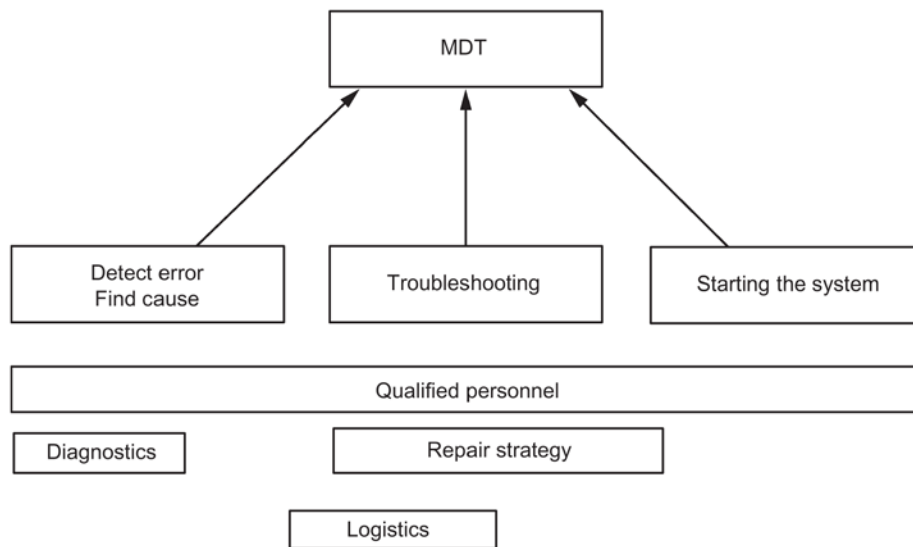 MDT
Detect error
Find cause
Troubleshooting
Starting the system
Qualified personnel
Diagnostics
Repair strategy
Logistics